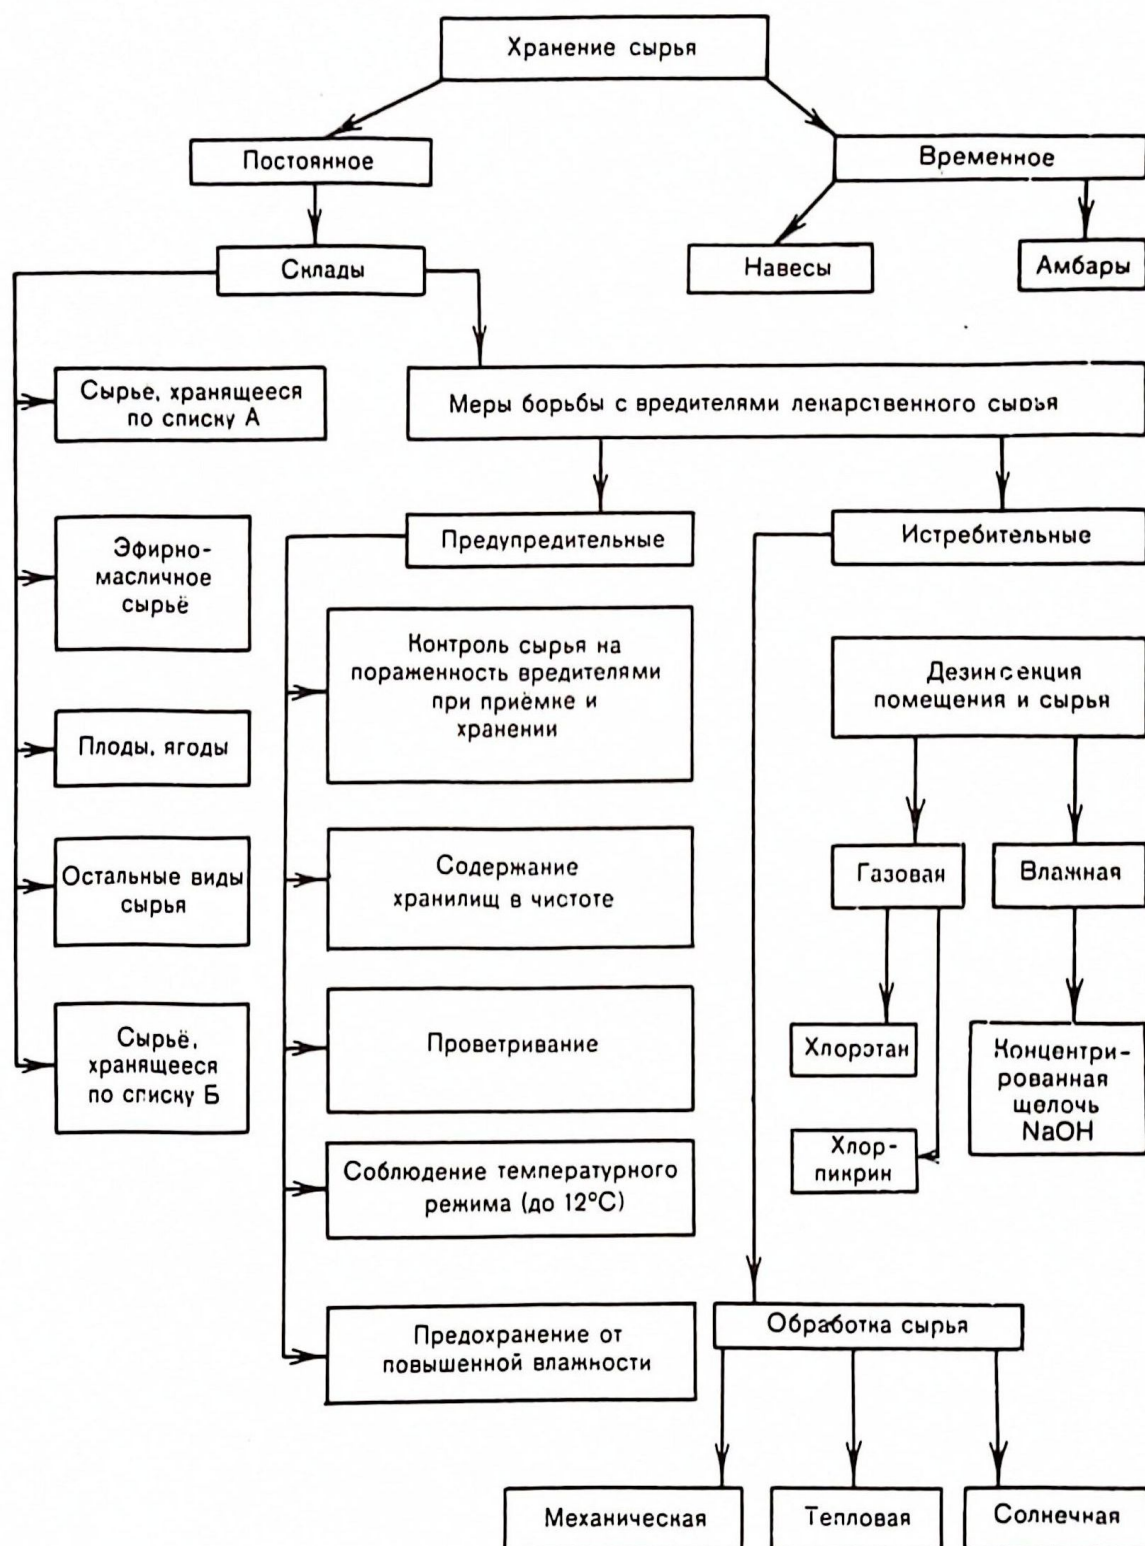 Хранение сырья
Постоянное
Временное
Склады
Навесы
Амбары
Сырье, хранящееся
по списку А
Меры борьбы с вредителями лекарственного сырья
Эфирно-
масличное
сырьё
Предупредительные
Истребительные
Контроль сырья на
пораженность вредителями
при приёмке и
хранении
Дезинсекция
помещения и сырья
Плоды, ягоды
Остальные виды
сырья
Содержание
хранилищ в чистоте
Газовая
Влажная
Сырьё,
хранящееся
по списку Б
Проветривание
Хлорэтан
Концентри-
рованная
щелочь
NaOH
Хлор-
пикрин
Соблюдение температурного
режима (до 12°С)
Предохранение от
повышенной влажности
Обработка сырья
Механическая
Тепловая
Солнечная